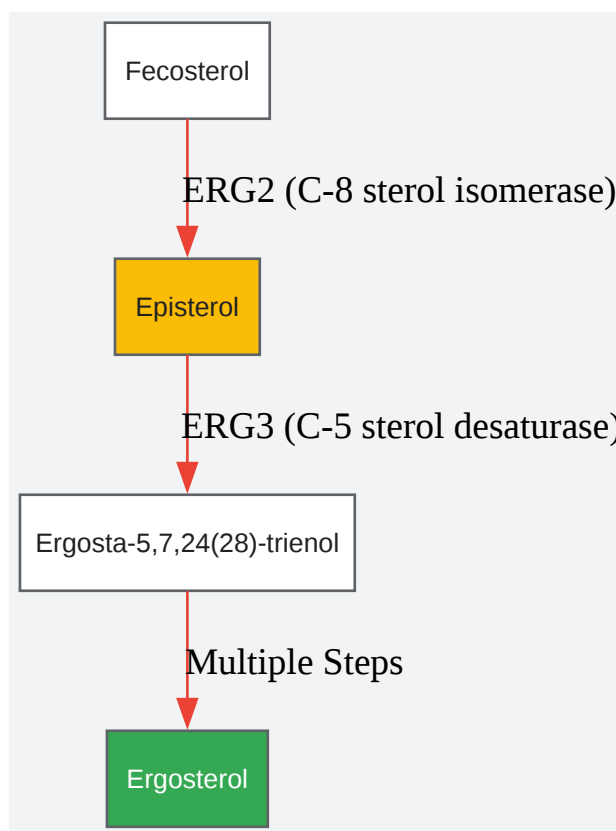 Fecosterol
ERG2 (C-8 sterol isomerase)
Episterol
ERG3 (C-5 sterol desaturase)
Ergosta-5,7,24(28)-trienol
Multiple Steps
Ergosterol